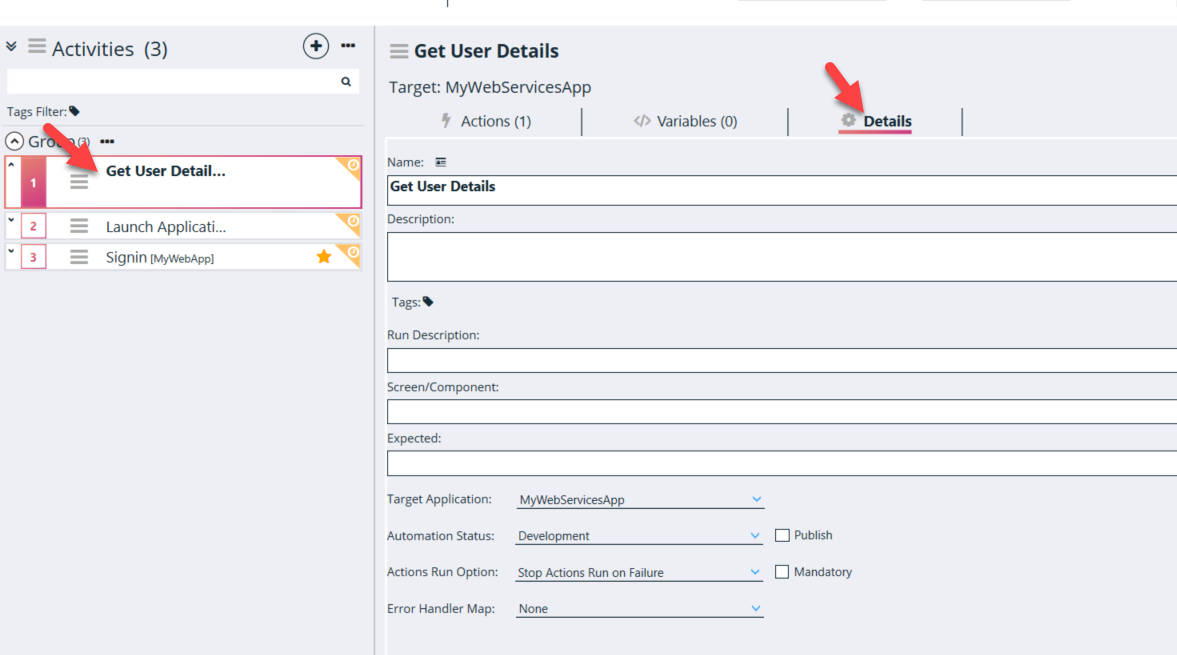 Activities (3)
Tags Filter:
Group (3)
1 Get User Detail...
2 Launch Applicati...
3 Signin [MyWebApp]
Get User Details
Target: MyWebServicesApp
Actions (1) Variables (0) Details
Name:
Get User Details
Description:
Tags:
Run Description:
Screen/Component:
Expected:
Target Application: MyWebServicesApp
Automation Status: Development Publish
Actions Run Option: Stop Actions Run on Failure Mandatory
Error Handler Map: None